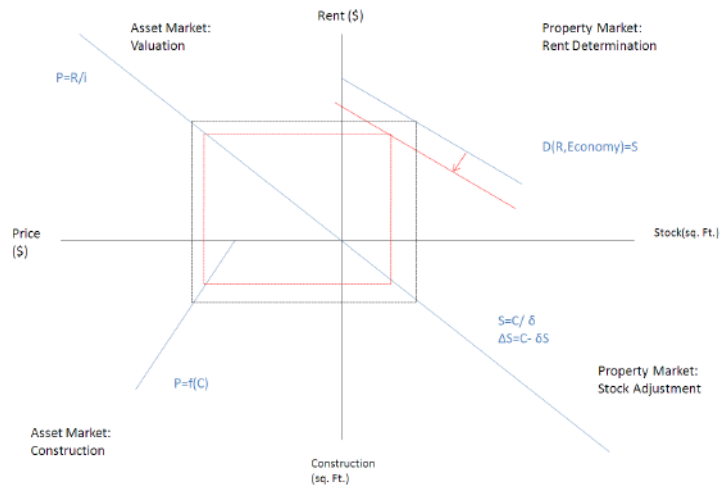 Rent ($)
Asset Market:
Valuation
Property Market:
Rent Determination
P=R/i
D(R,Economy)=S
Price
($)
Stock(sq. Ft.)
S=C/ δ
ΔS=C- δS
P=f(C)
Property Market:
Stock Adjustment
Asset Market:
Construction
Construction
(sq. Ft.)